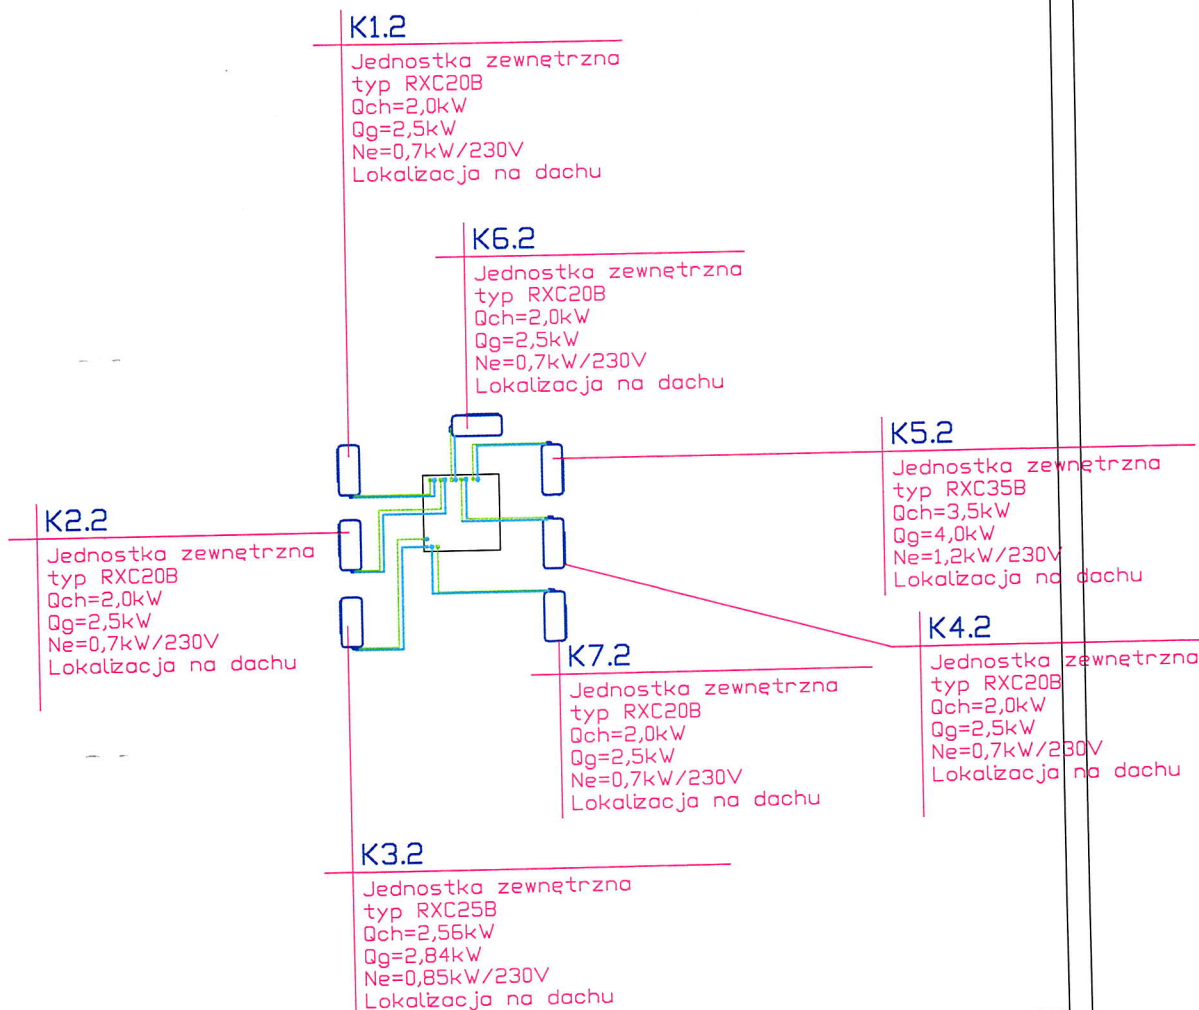 K1.2
Jednostka zewnętrzna
typ RXC20B
Qch=2,0kW
Qg=2,5kW
Ne=0,7kW/230V
Lokalizacja na dachu
K6.2
Jednostka zewnętrzna
typ RXC20B
Qch=2,0kW
Qg=2,5kW
Ne=0,7kW/230V
Lokalizacja na dachu
K5.2
Jednostka zewnętrzna
typ RXC35B
Qch=3,5kW
Qg=4,0kW
Ne=1,2kW/230V
Lokalizacja na dachu
K2.2
Jednostka zewnętrzna
typ RXC20B
Qch=2,0kW
Qg=2,5kW
Ne=0,7kW/230V
Lokalizacja na dachu
K4.2
Jednostka zewnętrzna
typ RXC20B
Qch=2,0kW
Qg=2,5kW
Ne=0,7kW/230V
Lokalizacja na dachu
K7.2
Jednostka zewnętrzna
typ RXC20B
Qch=2,0kW
Qg=2,5kW
Ne=0,7kW/230V
Lokalizacja na dachu
K3.2
Jednostka zewnętrzna
typ RXC25B
Qch=2,56kW
Qg=2,84kW
Ne=0,85kW/230V
Lokalizacja na dachu